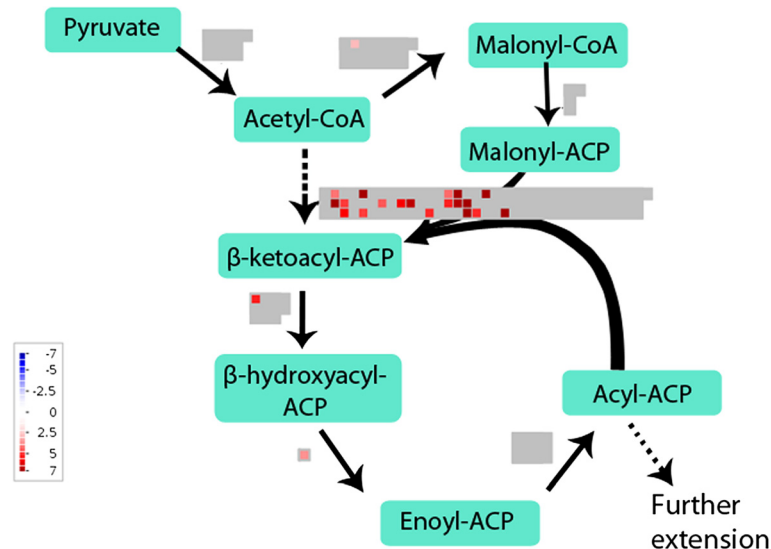 Pyruvate
Malonyl-CoA
Acetyl-CoA
Malonyl-ACP
β-ketoacyl-ACP
β-hydroxyacyl-
ACP
Acyl-ACP
Enoyl-ACP
Further
extension
-7
-5
-2.5
0
2.5
5
7